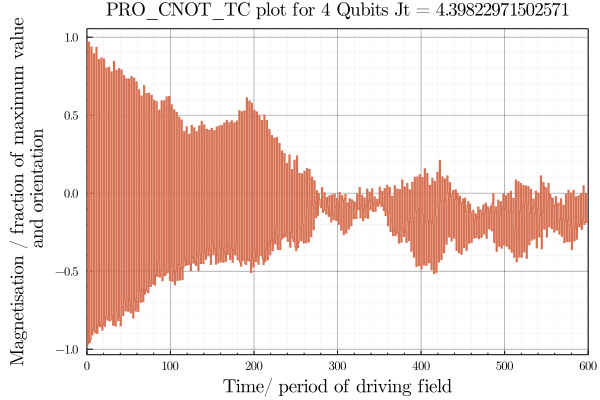 PRO_CNOT_TC plot for 4 Qubits Jt = 4.39822971502571
Magnetisation / fraction of maximum value
and orientation
1.0
0.5
0.0
−0.5
−1.0
0 100 200 300 400 500 600
Time/ period of driving field